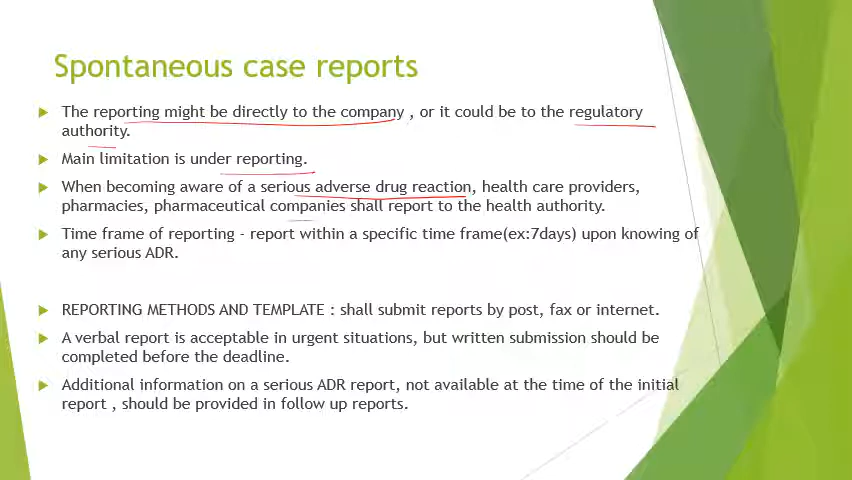 Spontaneous case reports
The reporting might be directly to the company , or it could be to the regulatory
authority.
Main limitation is under reporting.
When becoming aware of a serious adverse drug reaction, health care providers,
pharmacies, pharmaceutical companies shall report to the health authority.
Time frame of reporting - report within a specific time frame(ex:7days) upon knowing of
any serious ADR.
REPORTING METHODS AND TEMPLATE : shall submit reports by post, fax or internet.
A verbal report is acceptable in urgent situations, but written submission should be
completed before the deadline.
Additional information on a serious ADR report, not available at the time of the initial
report , should be provided in follow up reports.